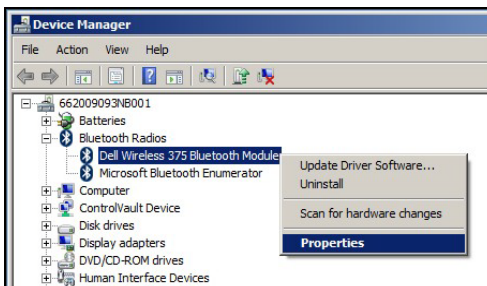 Device Manager
File Action View Help
662009093NB001
Batteries
Bluetooth Radios
Dell Wireless 375 Bluetooth Module
Microsoft Bluetooth Enumerator
Computer
ControlVault Device
Disk drives
Display adapters
DVD/CD-ROM drives
Human Interface Devices
Update Driver Software...
Uninstall
Scan for hardware changes
Properties